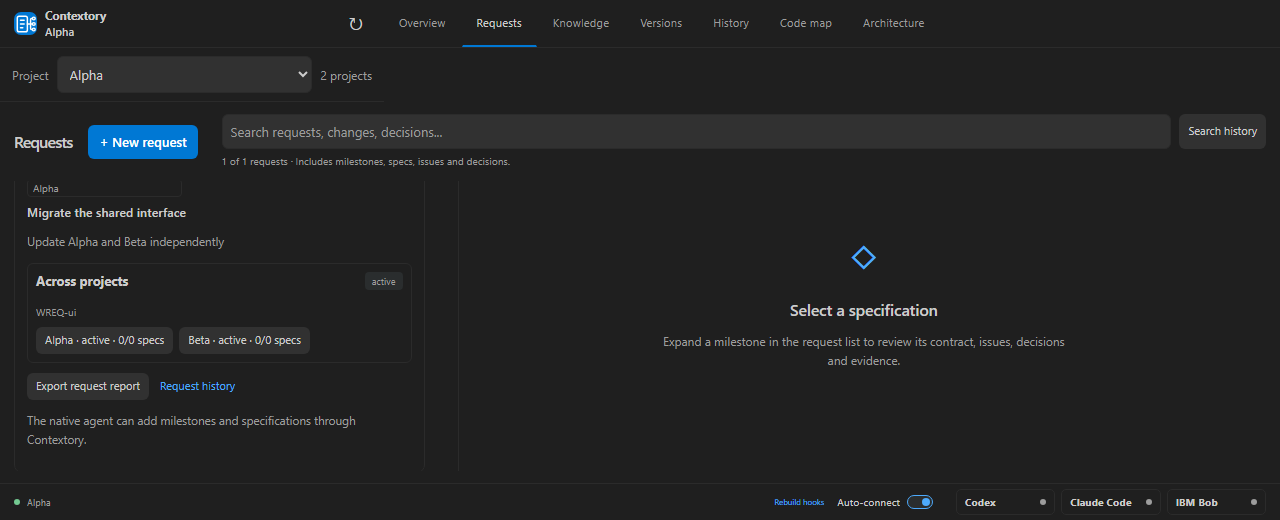 Contextory
Alpha
Overview
Requests
Knowledge
Versions
History
Code map
Architecture
Project
Alpha
2 projects
Requests
+ New request
Search requests, changes, decisions...
Search history
1 of 1 requests · Includes milestones, specs, issues and decisions.
Alpha
Migrate the shared interface
Update Alpha and Beta independently
Across projects
active
WREQ-ui
Alpha · active · 0/0 specs
Beta · active · 0/0 specs
Export request report
Request history
The native agent can add milestones and specifications through
Contextory.
Select a specification
Expand a milestone in the request list to review its contract, issues, decisions
and evidence.
Alpha
Rebuild hooks
Auto-connect
Codex
Claude Code
IBM Bob